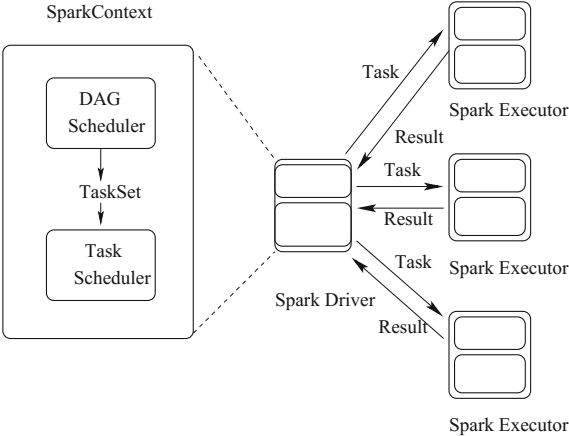 SparkContext
DAG
Scheduler
TaskSet
Task
Scheduler
Task
Result
Spark Executor
Task
Result
Spark Executor
Spark Driver
Task
Result
Spark Executor